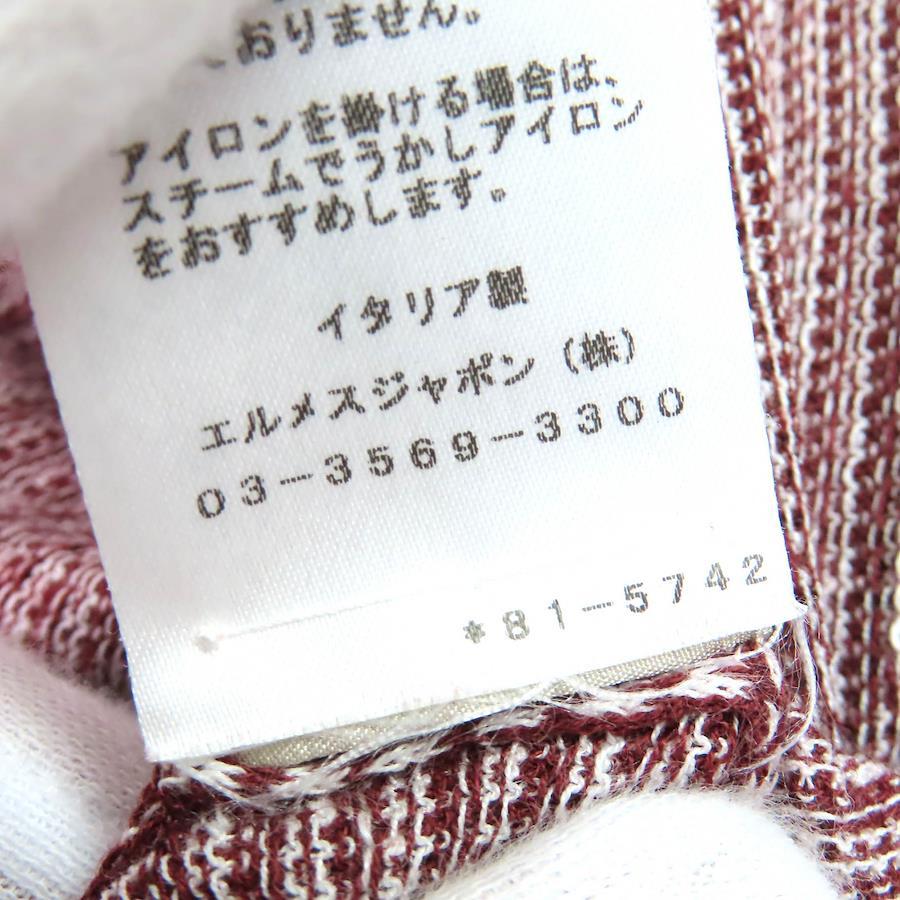 おりません。
アイロンを掛ける場合は、
スチームでうかしアイロン
をおすすめします。
イタリア製
エルメスジャポン（株）
０３－３５６９－３３００
*８１－５７４２